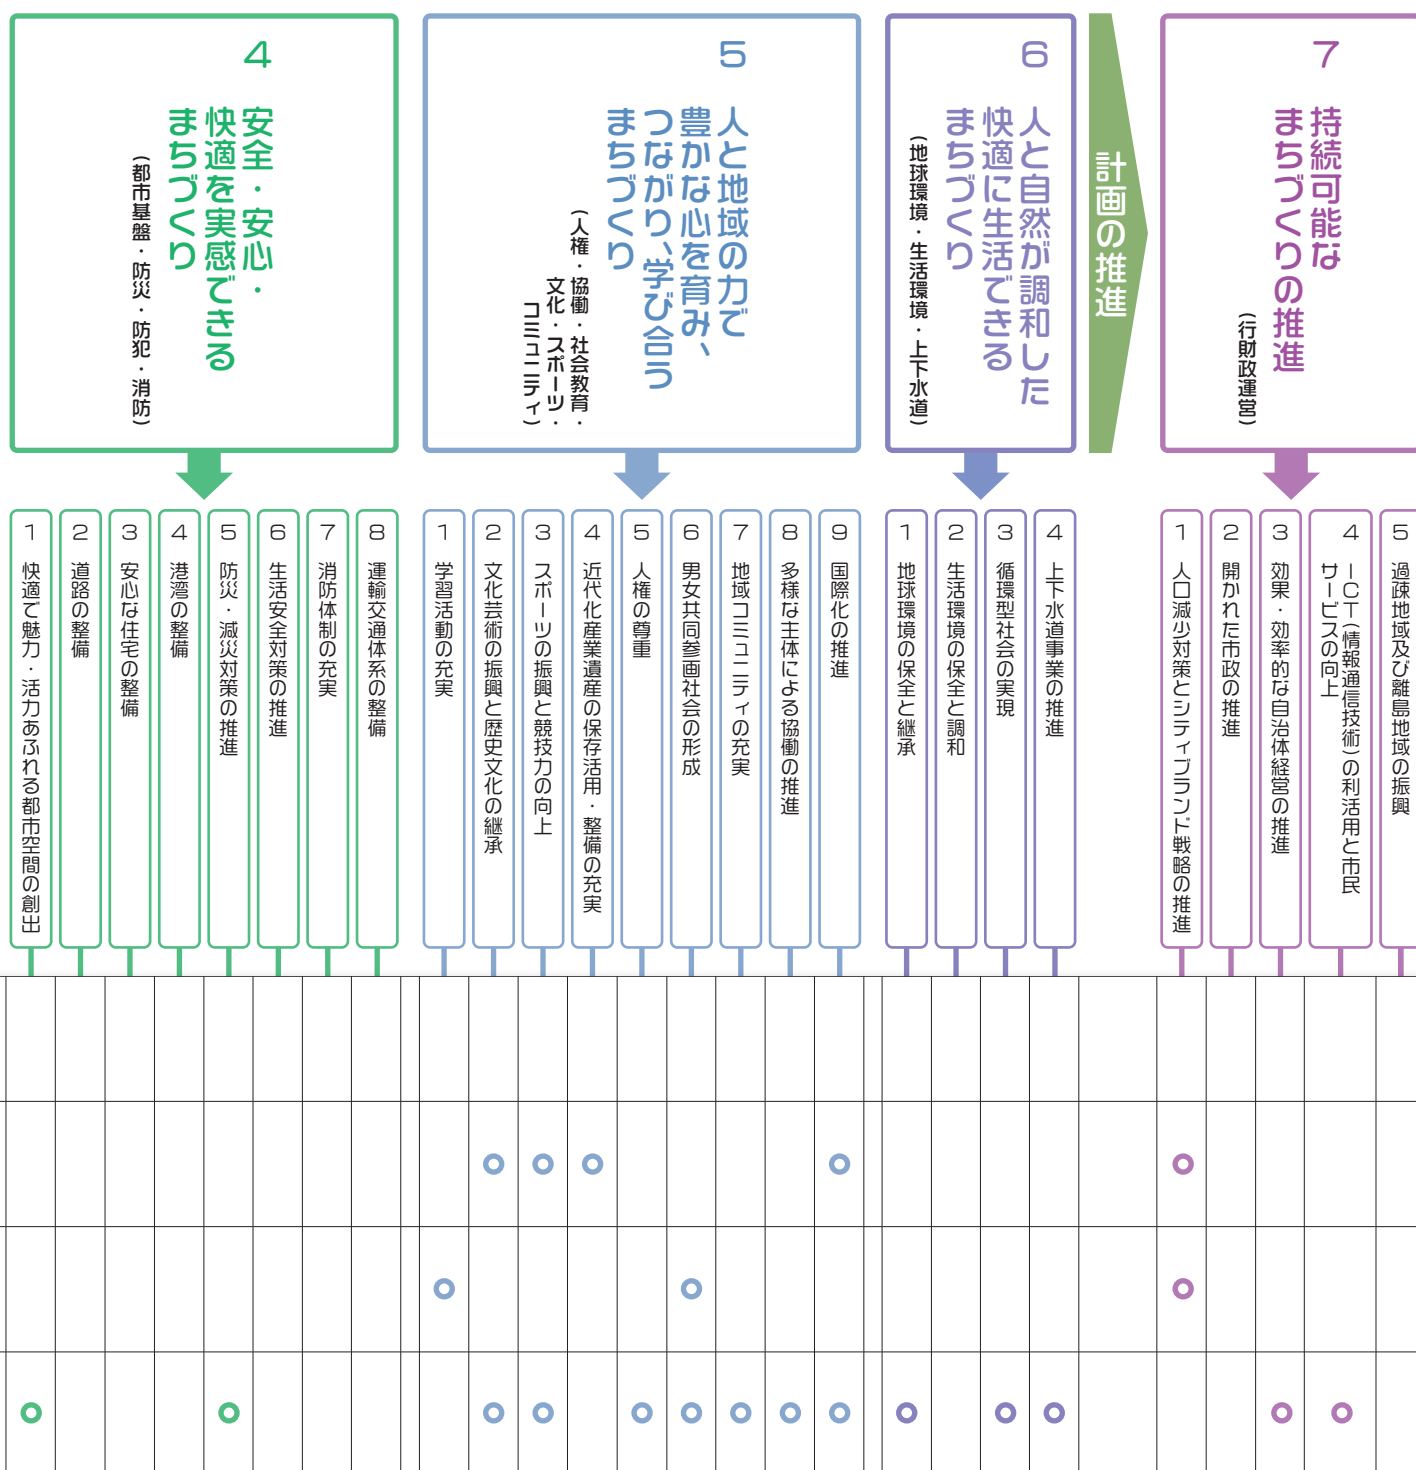 4
安全・安心・
快適を実感できる
まちづくり
(都市基盤・防災・防犯・消防)
1 快適で魅力・活力あふれる都市空間の創出
2 道路の整備
3 安心な住宅の整備
4 港湾の整備
5 防災・減災対策の推進
6 生活安全対策の推進
7 消防体制の充実
8 運輸交通体系の整備
5
人と地域の力で
豊かな心を育み、
つながり、学び合う
まちづくり
(人権・協働・社会教育・
文化・スポーツ・
コミュニティ)
1 学習活動の充実
2 文化芸術の振興と歴史文化の継承
3 スポーツの振興と競技力の向上
4 近代化産業遺産の保存活用・整備の充実
5 人権の尊重
6 男女共同参画社会の形成
7 地域コミュニティの充実
8 多様な主体による協働の推進
9 国際化の推進
6
人と自然が調和した
快適に生活できる
まちづくり
(地球環境・生活環境・上下水道)
1 地球環境の保全と継承
2 生活環境の保全と調和
3 循環型社会の実現
4 上下水道事業の推進
計画の推進
7
持続可能な
まちづくりの推進
(行財政運営)
1 人口減少対策とシティブランド戦略の推進
2 開かれた市政の推進
3 効果・効率的な自治体経営の推進
4 ICT(情報通信技術)の利活用と市民
サービスの向上
5 過疎地域及び離島地域の振興